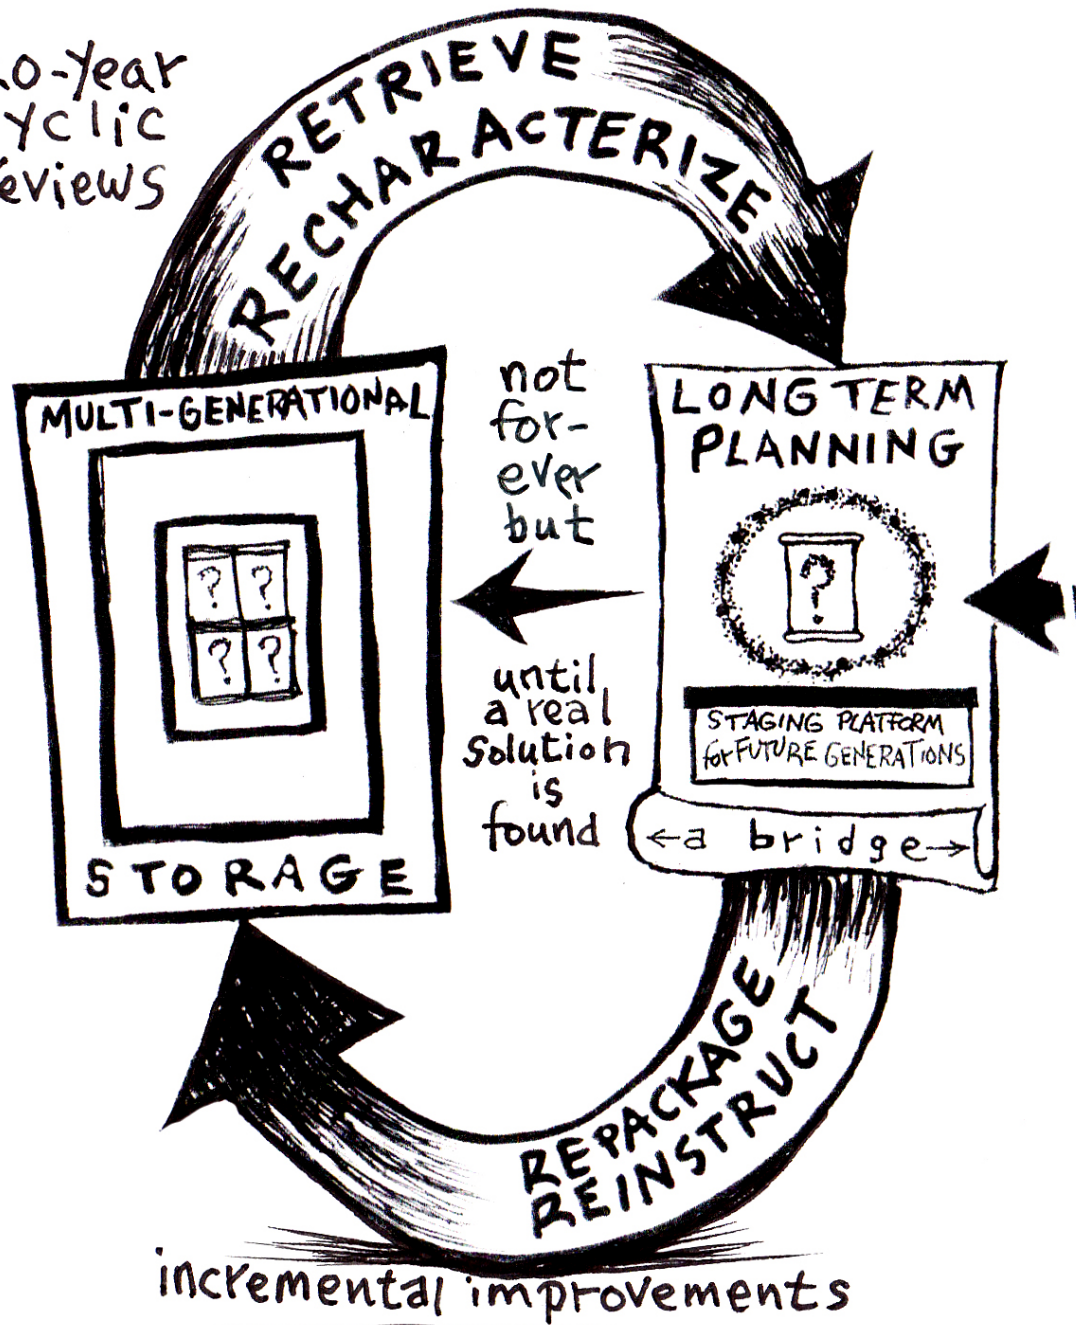 0-Year
yclic
eviews
RETRIEVE
RECHARACTERIZE
MULTI-GENERATIONAL
? ?
? ?
STORAGE
not
for-
ever
but
until
a real
solution
is
found
LONG TERM
PLANNING
?
STAGING PLATFORM
for FUTURE GENERATIONS
←a bridge→
REPACKAGE
REINSTRUCT
incremental improvements